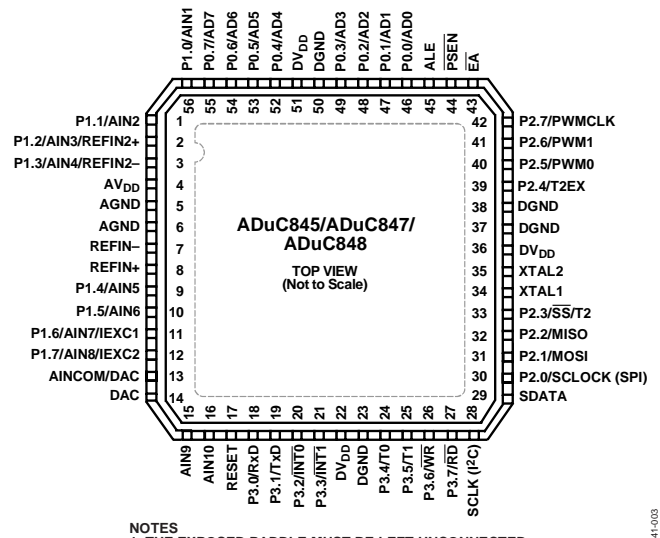 P1.0/AIN1
P0.7/AD7
P0.6/AD6
P0.5/AD5
P0.4/AD4
DVDD
DGND
P0.3/AD3
P0.2/AD2
P0.1/AD1
P0.0/AD0
ALE
PSEN
EA
56 55 54 53 52 51 50 49 48 47 46 45 44 43
P1.1/AIN2 1
P1.2/AIN3/REFIN2+ 2
P1.3/AIN4/REFIN2– 3
AVDD 4
AGND 5
AGND 6
REFIN– 7
REFIN+ 8
P1.4/AIN5 9
P1.5/AIN6 10
P1.6/AIN7/IEXC1 11
P1.7/AIN8/IEXC2 12
AINCOM/DAC 13
DAC 14
ADuC845/ADuC847/
ADuC848
TOP VIEW
(Not to Scale)
42 P2.7/PWMCLK
41 P2.6/PWM1
40 P2.5/PWM0
39 P2.4/T2EX
38 DGND
37 DGND
36 DVDD
35 XTAL2
34 XTAL1
33 P2.3/SS/T2
32 P2.2/MISO
31 P2.1/MOSI
30 P2.0/SCLOCK (SPI)
29 SDATA
15 16 17 18 19 20 21 22 23 24 25 26 27 28
AIN9
AIN10
RESET
P3.0/RxD
P3.1/TxD
P3.2/INT0
P3.3/INT1
DVDD
DGND
P3.4/T0
P3.5/T1
P3.6/WR
P3.7/RD
SCLK (I²C)
NOTES
41-003